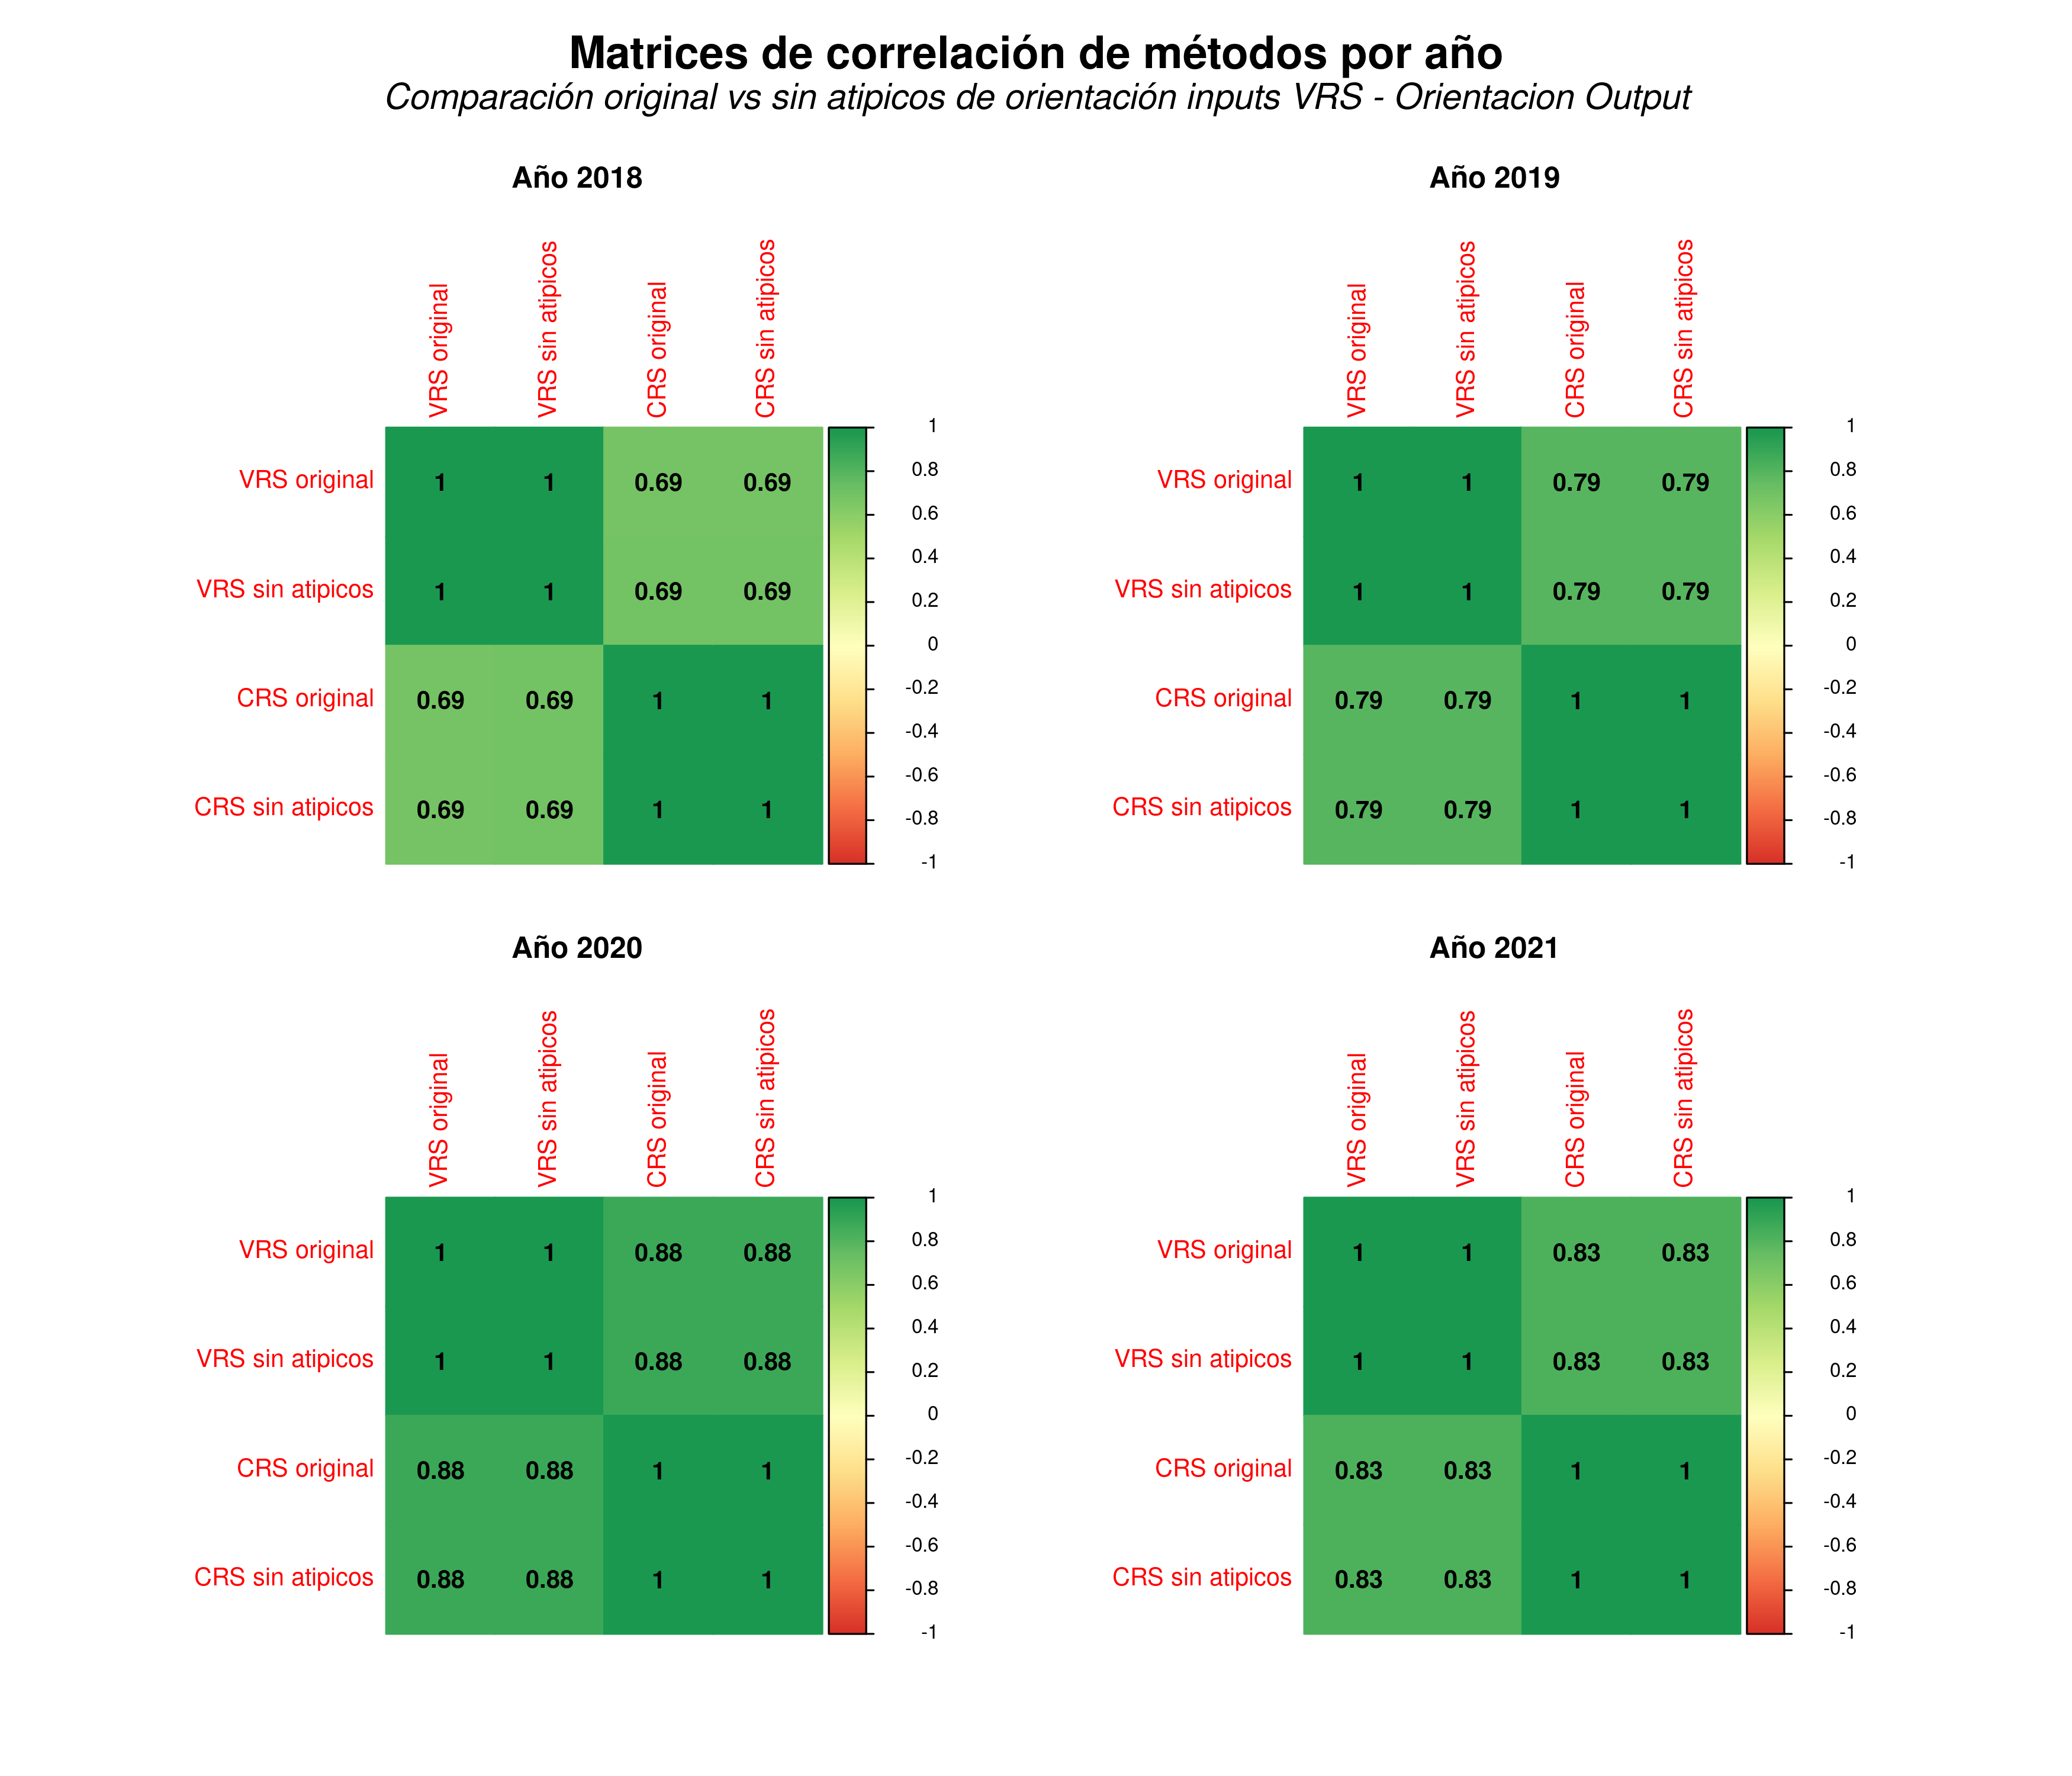 Matrices de correlación de métodos por año
Comparación original vs sin atipicos de orientación inputs VRS - Orientacion Output
Año 2018
VRS original
VRS sin atipicos
CRS original
CRS sin atipicos
VRS original 1 1 0.69 0.69
VRS sin atipicos 1 1 0.69 0.69
CRS original 0.69 0.69 1 1
CRS sin atipicos 0.69 0.69 1 1
1
0.8
0.6
0.4
0.2
0
-0.2
-0.4
-0.6
-0.8
-1
Año 2019
VRS original
VRS sin atipicos
CRS original
CRS sin atipicos
VRS original 1 1 0.79 0.79
VRS sin atipicos 1 1 0.79 0.79
CRS original 0.79 0.79 1 1
CRS sin atipicos 0.79 0.79 1 1
1
0.8
0.6
0.4
0.2
0
-0.2
-0.4
-0.6
-0.8
-1
Año 2020
VRS original
VRS sin atipicos
CRS original
CRS sin atipicos
VRS original 1 1 0.88 0.88
VRS sin atipicos 1 1 0.88 0.88
CRS original 0.88 0.88 1 1
CRS sin atipicos 0.88 0.88 1 1
1
0.8
0.6
0.4
0.2
0
-0.2
-0.4
-0.6
-0.8
-1
Año 2021
VRS original
VRS sin atipicos
CRS original
CRS sin atipicos
VRS original 1 1 0.83 0.83
VRS sin atipicos 1 1 0.83 0.83
CRS original 0.83 0.83 1 1
CRS sin atipicos 0.83 0.83 1 1
1
0.8
0.6
0.4
0.2
0
-0.2
-0.4
-0.6
-0.8
-1